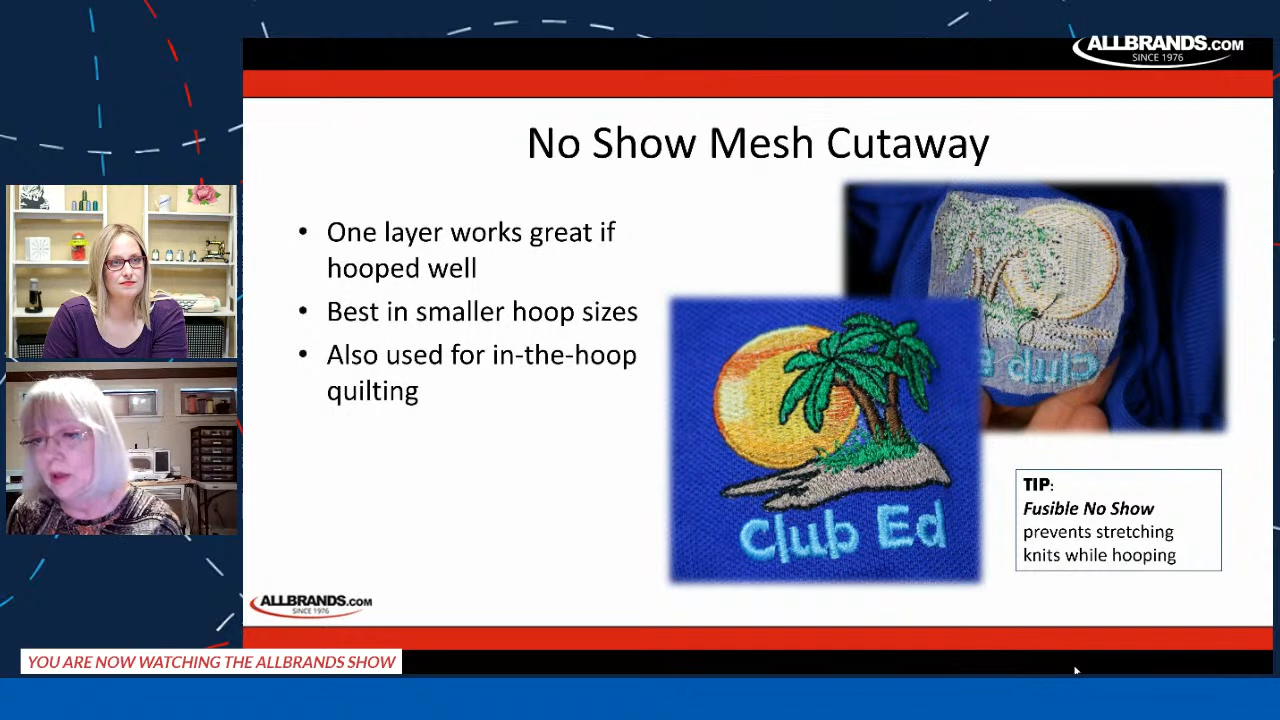 ALLBRANDS.COM
SINCE 1976
No Show Mesh Cutaway
• One layer works great if
hooped well
• Best in smaller hoop sizes
• Also used for in-the-hoop
quilting
Club Ed
TIP:
Fusible No Show
prevents stretching
knits while hooping
ALLBRANDS.COM
SINCE 1976
YOU ARE NOW WATCHING THE ALLBRANDS SHOW